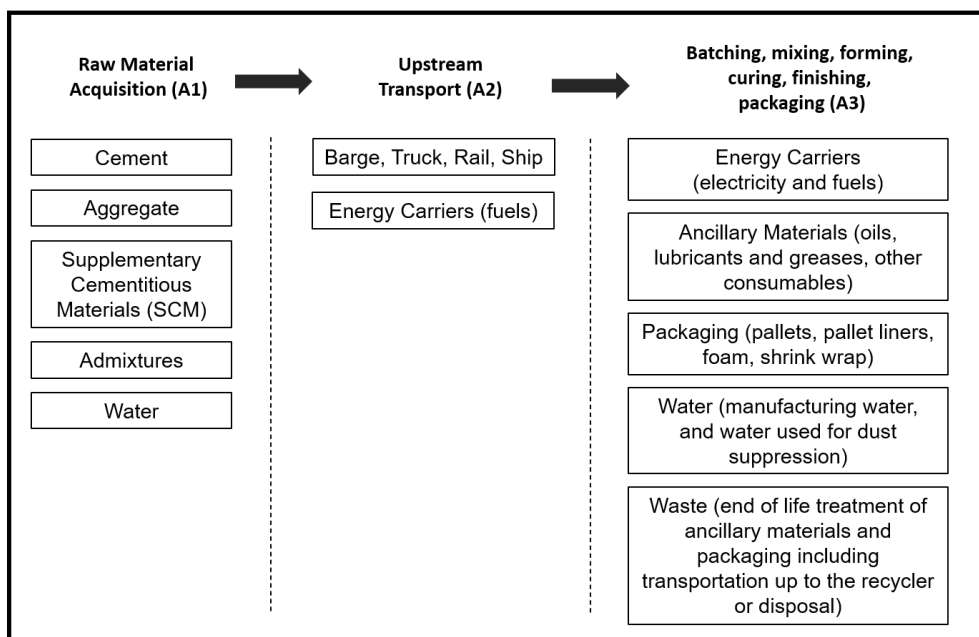 Raw Material
Acquisition (A1)
Upstream
Transport (A2)
Batching, mixing, forming,
curing, finishing,
packaging (A3)
Cement
Aggregate
Supplementary
Cementitious
Materials (SCM)
Admixtures
Water
Barge, Truck, Rail, Ship
Energy Carriers (fuels)
Energy Carriers
(electricity and fuels)
Ancillary Materials (oils,
lubricants and greases, other
consumables)
Packaging (pallets, pallet liners,
foam, shrink wrap)
Water (manufacturing water,
and water used for dust
suppression)
Waste (end of life treatment of
ancillary materials and
packaging including
transportation up to the recycler
or disposal)